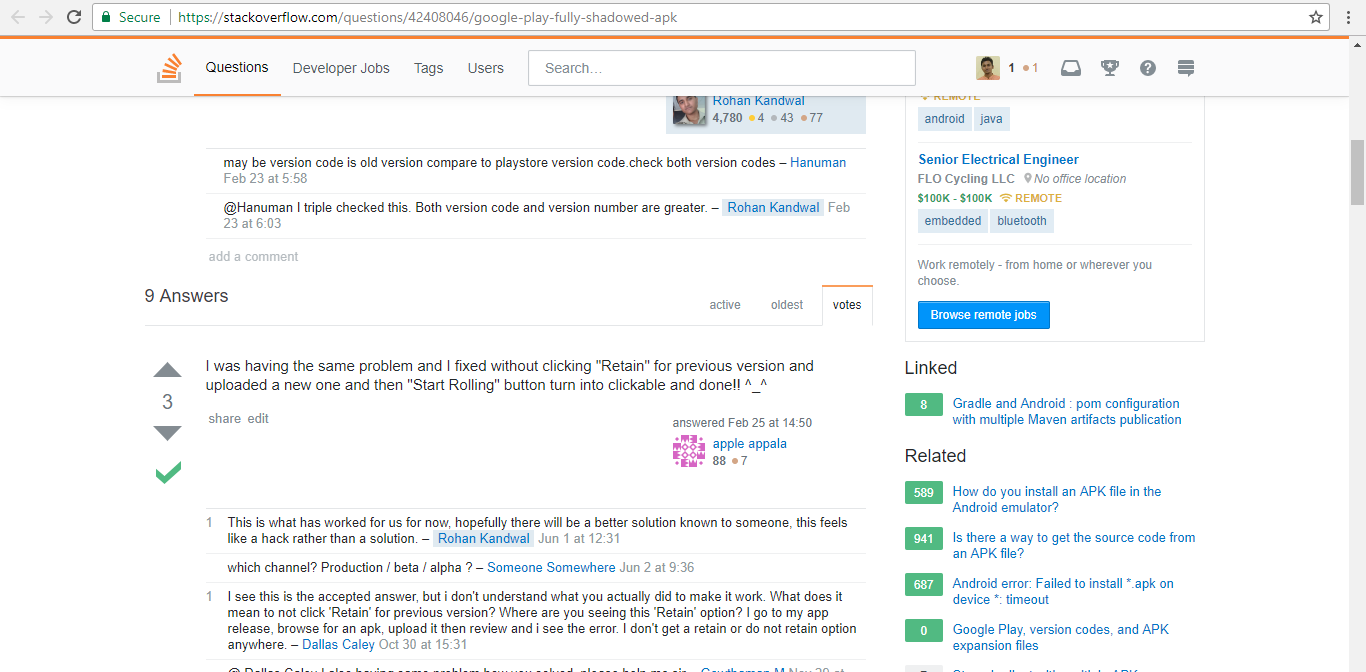 Secure https://stackoverflow.com/questions/42408046/google-play-fully-shadowed-apk
Questions Developer Jobs Tags Users Search... 1 1
Rohan Kandwal
4,780 4 43 77
may be version code is old version compare to playstore version code.check both version codes – Hanuman
Feb 23 at 5:58
@Hanuman I triple checked this. Both version code and version number are greater. – Rohan Kandwal Feb
23 at 6:03
add a comment
9 Answers
active oldest votes
3
I was having the same problem and I fixed without clicking "Retain" for previous version and
uploaded a new one and then "Start Rolling" button turn into clickable and done!! ^_^
share edit
answered Feb 25 at 14:50
apple appala
88 7
1 This is what has worked for us for now, hopefully there will be a better solution known to someone, this feels
like a hack rather than a solution. – Rohan Kandwal Jun 1 at 12:31
which channel? Production / beta / alpha ? – Someone Somewhere Jun 2 at 9:36
1 I see this is the accepted answer, but i don't understand what you actually did to make it work. What does it
mean to not click 'Retain' for previous version? Where are you seeing this 'Retain' option? I go to my app
release, browse for an apk, upload it then review and i see the error. I don't get a retain or do not retain option
anywhere. – Dallas Caley Oct 30 at 15:31
REMOTE
android java
Senior Electrical Engineer
FLO Cycling LLC No office location
$100K - $100K REMOTE
embedded bluetooth
Work remotely - from home or wherever you
choose.
Browse remote jobs
Linked
8 Gradle and Android : pom configuration
with multiple Maven artifacts publication
Related
589 How do you install an APK file in the
Android emulator?
941 Is there a way to get the source code from
an APK file?
687 Android error: Failed to install *.apk on
device *: timeout
0 Google Play, version codes, and APK
expansion files